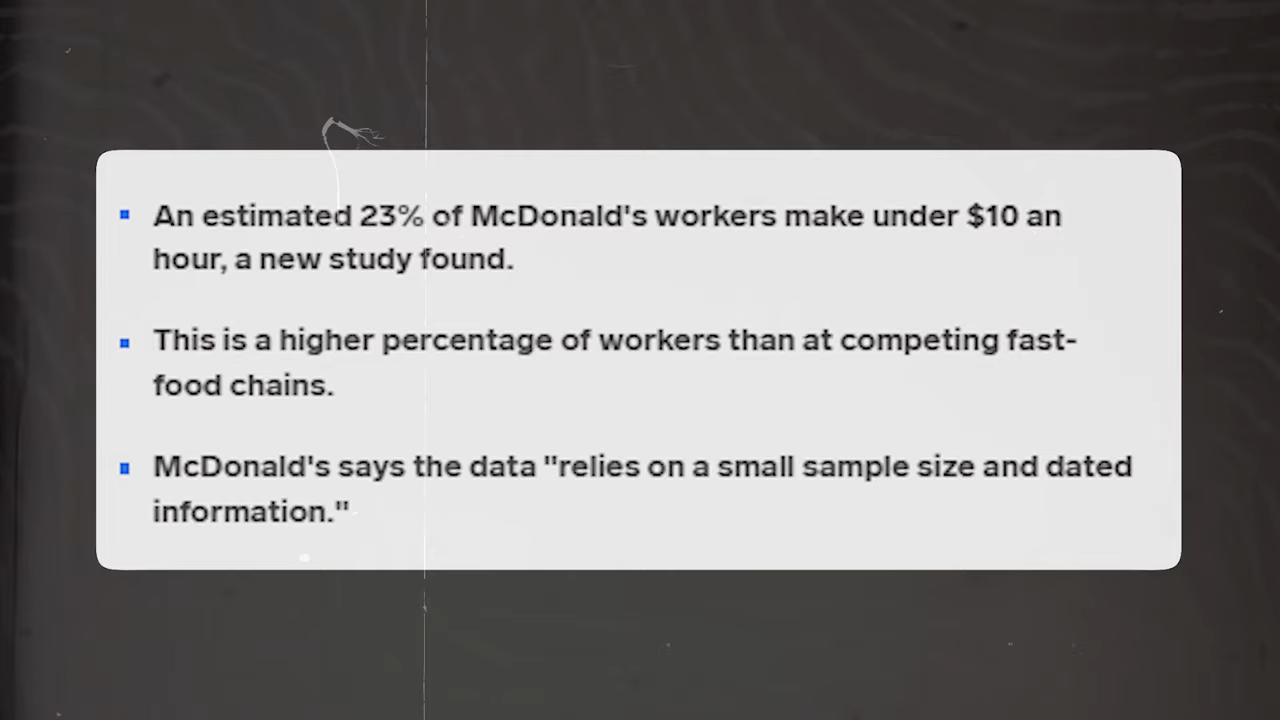 An estimated 23% of McDonald's workers make under $10 an
hour, a new study found.
This is a higher percentage of workers than at competing fast-
food chains.
McDonald's says the data "relies on a small sample size and dated
information."